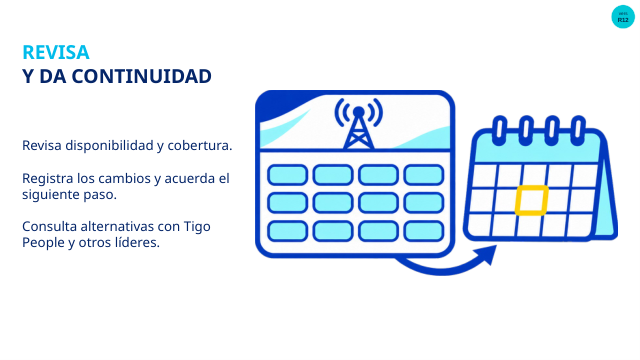 R12
REVISA
Y DA CONTINUIDAD
Revisa disponibilidad y cobertura.
Registra los cambios y acuerda el
siguiente paso.
Consulta alternativas con Tigo
People y otros líderes.